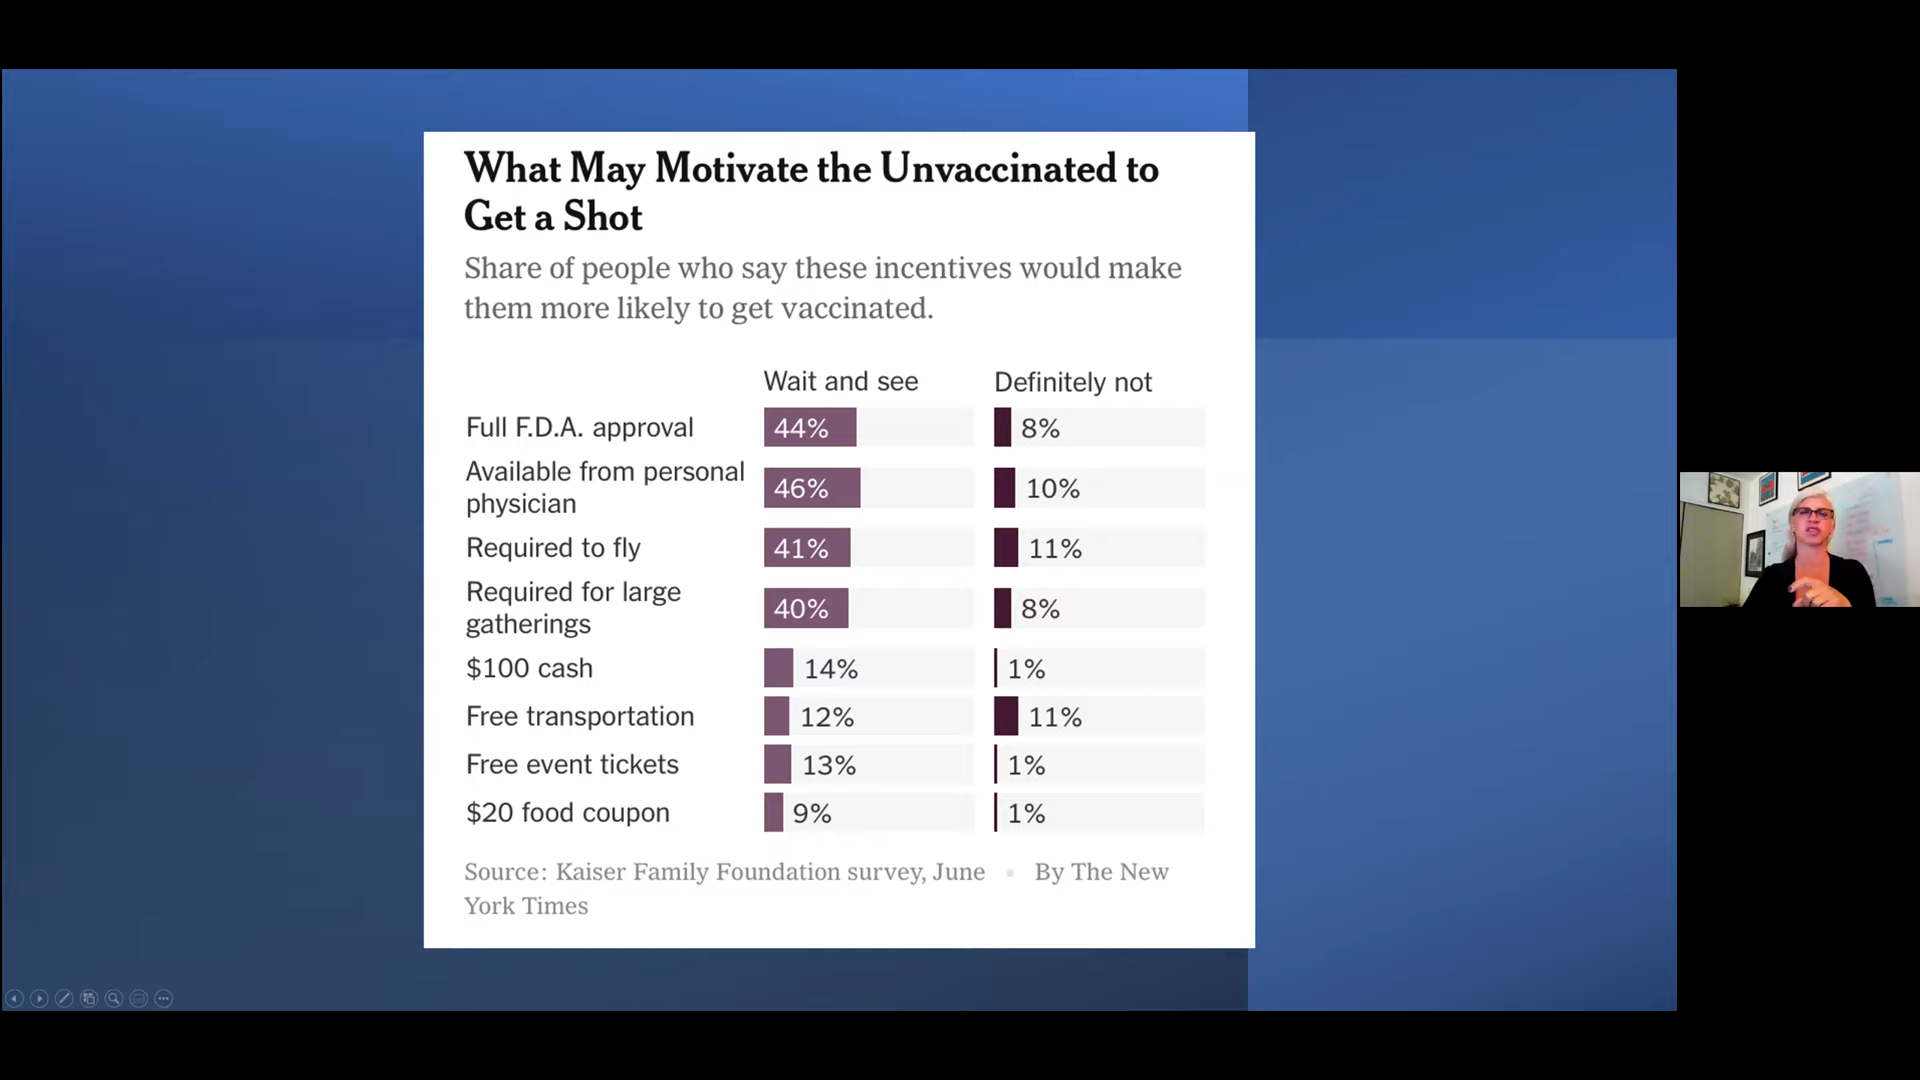 What May Motivate the Unvaccinated to
Get a Shot
Share of people who say these incentives would make
them more likely to get vaccinated.
Wait and see Definitely not
Full F.D.A. approval 44% 8%
Available from personal
physician 46% 10%
Required to fly 41% 11%
Required for large
gatherings 40% 8%
$100 cash 14% 1%
Free transportation 12% 11%
Free event tickets 13% 1%
$20 food coupon 9% 1%
Source: Kaiser Family Foundation survey, June • By The New
York Times